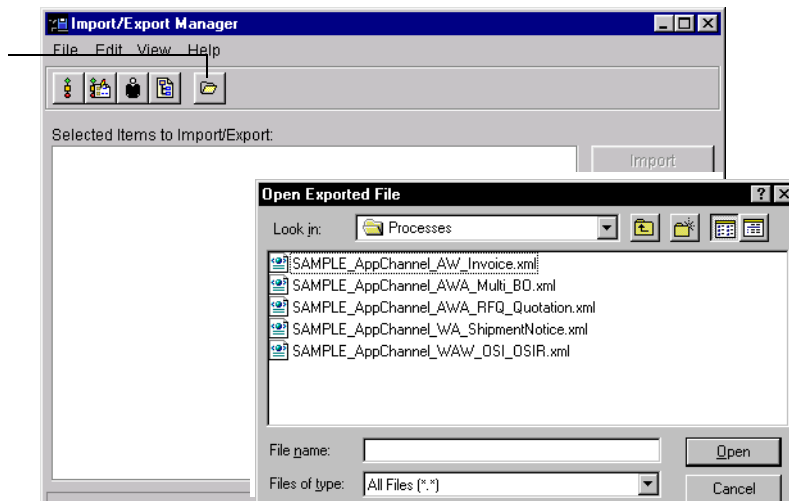 Import/Export Manager
File Edit View Help
Selected Items to Import/Export:
Import
Open Exported File
Look in: Processes
SAMPLE_AppChannel_AW_Invoice.xml
SAMPLE_AppChannel_AWA_Multi_BO.xml
SAMPLE_AppChannel_AWA_RFQ_Quotation.xml
SAMPLE_AppChannel_WA_ShipmentNotice.xml
SAMPLE_AppChannel_WAW_OSI_OSIR.xml
File name: Open
Files of type: All Files (*.*) Cancel